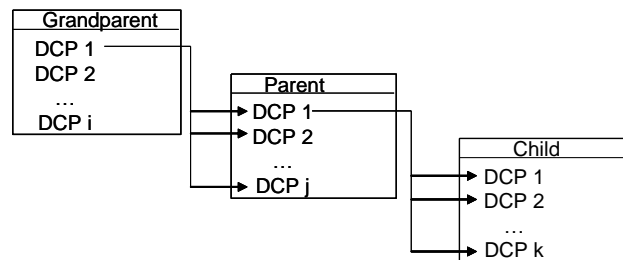 Grandparent
DCP 1
DCP 2
...
DCP i
Parent
DCP 1
DCP 2
...
DCP j
Child
DCP 1
DCP 2
...
DCP k